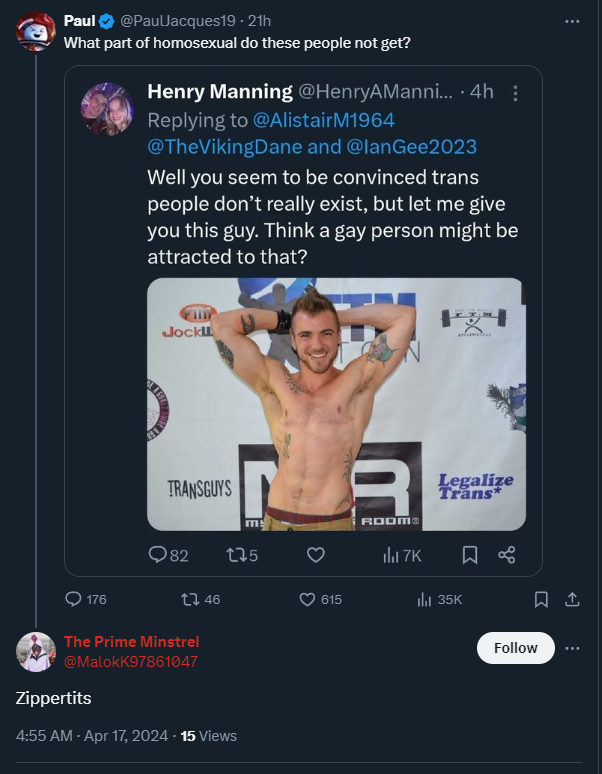 Paul @PaulJacques19 · 21h
What part of homosexual do these people not get?
Henry Manning @HenryAManni... · 4h
Replying to @AlistairM1964
@TheVikingDane and @IanGee2023
Well you seem to be convinced trans
people don’t really exist, but let me give
you this guy. Think a gay person might be
attracted to that?
FTM
F.T.M
TRANSGUYS
Legalize
Trans*
ROOM
82 5 7K
176 46 615 35K
The Prime Minstrel
@MalokK97861047
Follow
Zippertits
4:55 AM · Apr 17, 2024 · 15 Views